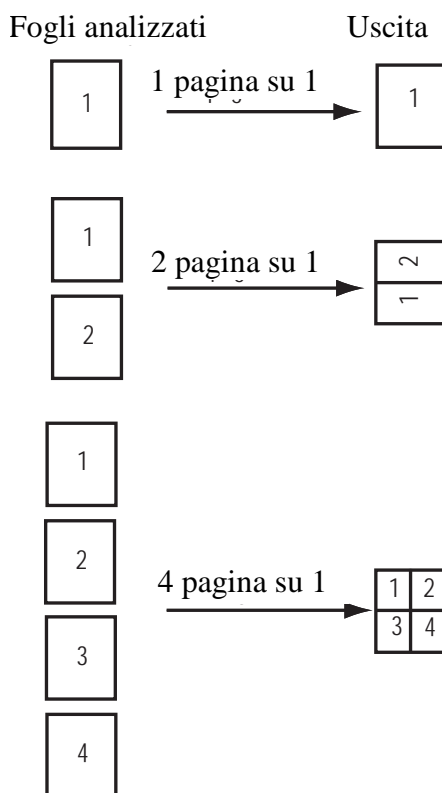 Fogli analizzati Uscita
1 pagina su 1
1 1
1
2 pagina su 1
2
1
2
1
2
4 pagina su 1
1 2
3 4
3
4